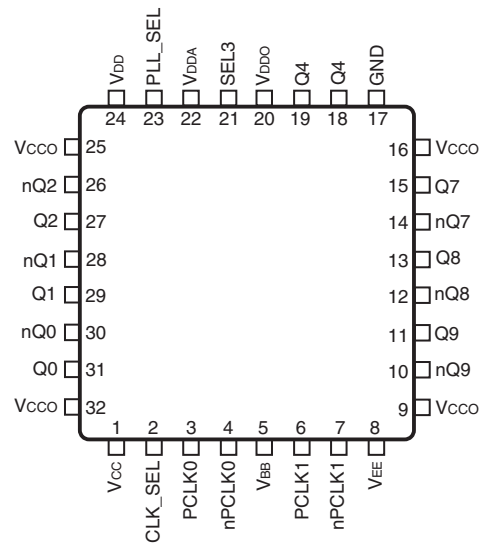 VDD PLL_SEL VDDA SEL3 VDDO Q4 Q4 GND
24 23 22 21 20 19 18 17
VCCO 25 16 VCCO
nQ2 26 15 Q7
Q2 27 14 nQ7
nQ1 28 13 Q8
Q1 29 12 nQ8
nQ0 30 11 Q9
Q0 31 10 nQ9
VCCO 32 9 VCCO
1 2 3 4 5 6 7 8
VCC CLK_SEL PCLK0 nPCLK0 VBB PCLK1 nPCLK1 VEE